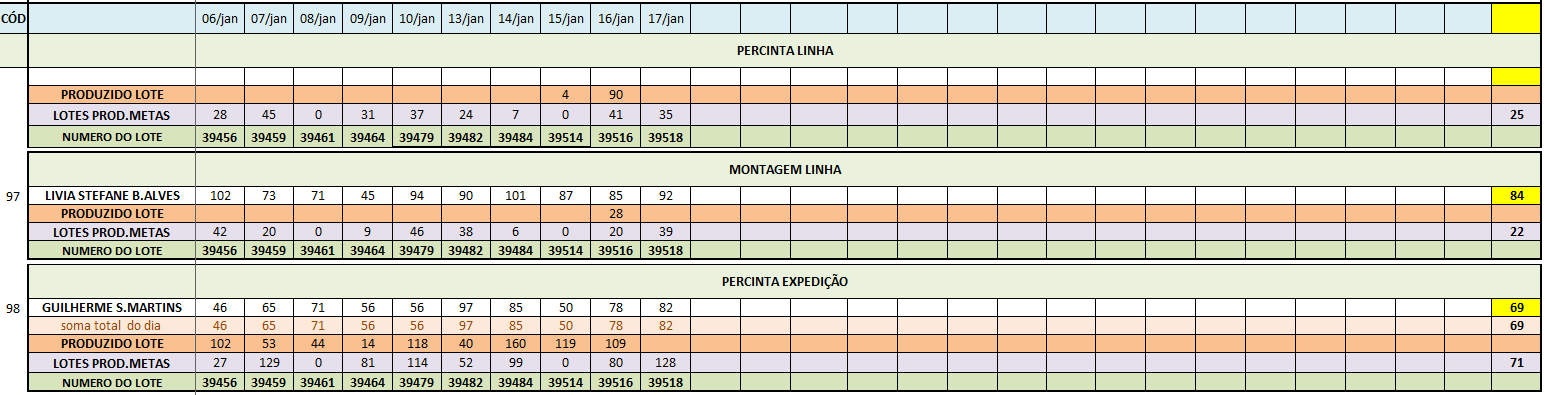 CÓD 06/jan 07/jan 08/jan 09/jan 10/jan 13/jan 14/jan 15/jan 16/jan 17/jan
PERCINTA LINHA
PRODUZIDO LOTE 4 90
LOTES PROD.METAS 28 45 0 31 37 24 7 0 41 35 25
NUMERO DO LOTE 39456 39459 39461 39464 39479 39482 39484 39514 39516 39518
MONTAGEM LINHA
97 LIVIA STEFANE B.ALVES 102 73 71 45 94 90 101 87 85 92 84
PRODUZIDO LOTE 28
LOTES PROD.METAS 42 20 0 9 46 38 6 0 20 39 22
NUMERO DO LOTE 39456 39459 39461 39464 39479 39482 39484 39514 39516 39518
PERCINTA EXPEDIÇÃO
98 GUILHERME S.MARTINS 46 65 71 56 56 97 85 50 78 82 69
soma total do dia 46 65 71 56 56 97 85 50 78 82 69
PRODUZIDO LOTE 102 53 44 14 118 40 160 119 109
LOTES PROD.METAS 27 129 0 81 114 52 99 0 80 128 71
NUMERO DO LOTE 39456 39459 39461 39464 39479 39482 39484 39514 39516 39518